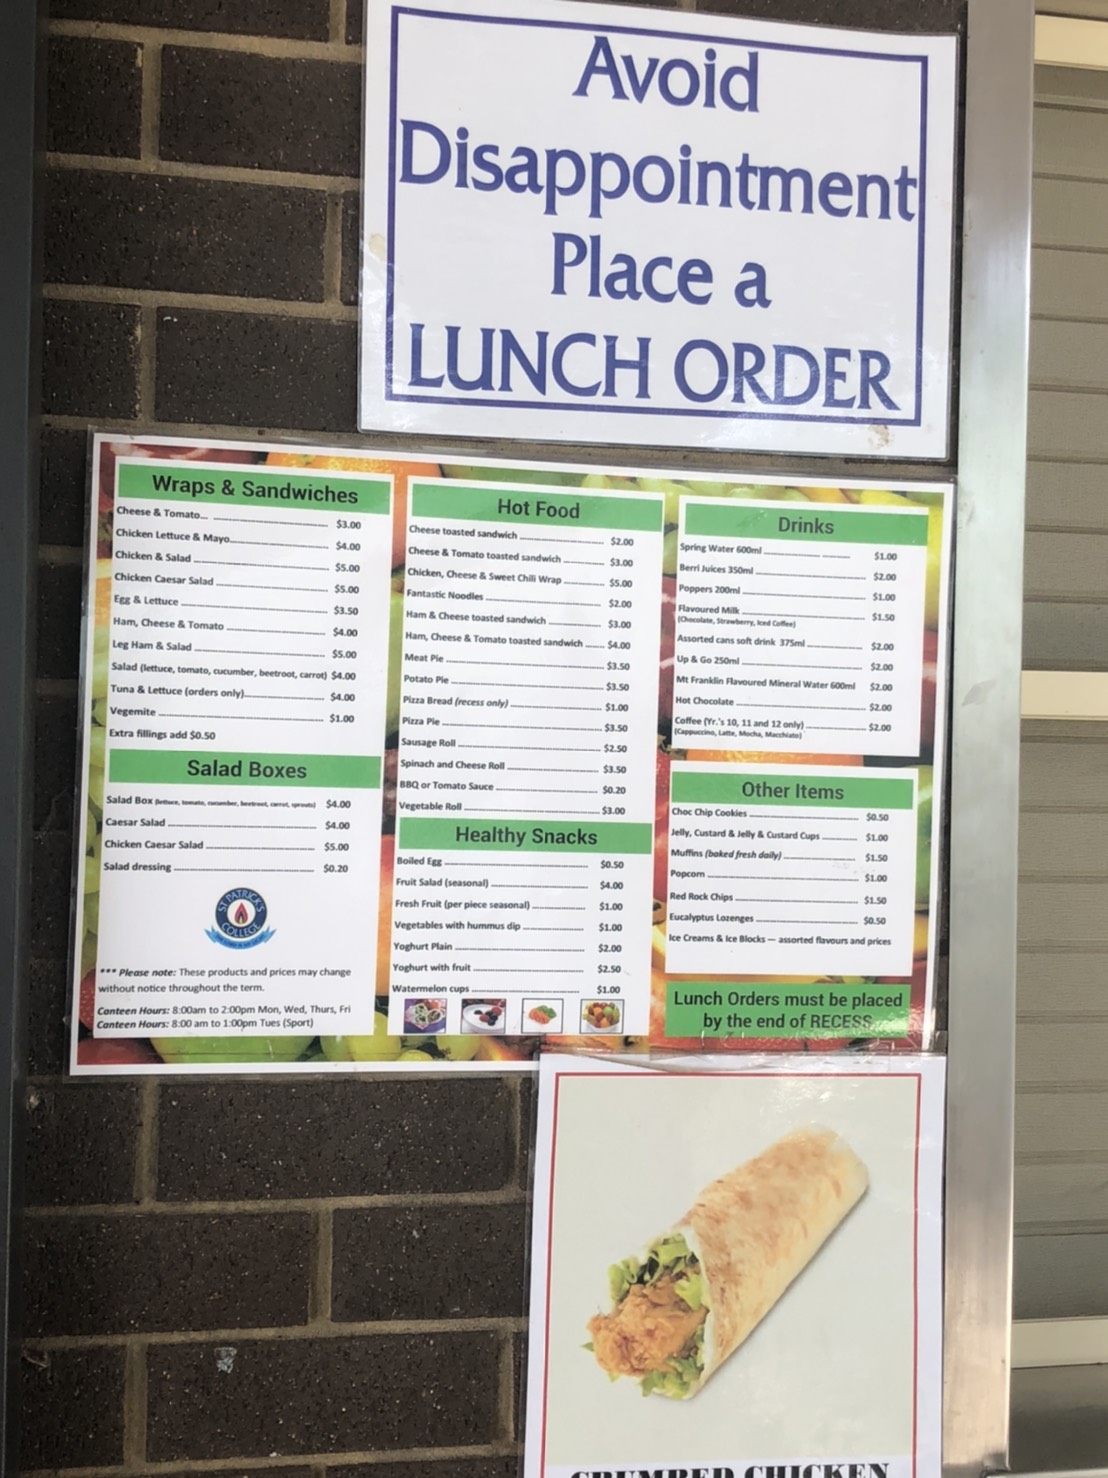 Avoid
Disappointment
Place a
LUNCH ORDER
Wraps & Sandwiches
Cheese & Tomato... $3.00
Chicken Lettuce & Mayo $4.00
Chicken & Salad $5.00
Chicken Caesar Salad $5.00
Egg & Lettuce $3.50
Ham, Cheese & Tomato $4.00
Leg Ham & Salad $5.00
Salad (lettuce, tomato, cucumber, beetroot, carrot) $4.00
Tuna & Lettuce (orders only) $4.00
Vegemite $1.00
Extra fillings add $0.50
Salad Boxes
Salad Box (lettuce, tomato, cucumber, beetroot, carrot, sprouts) $4.00
Caesar Salad $4.00
Chicken Caesar Salad $5.00
Salad dressing $0.20
ST PATRICK'S
COLLEGE
*** Please note: These products and prices may change
without notice throughout the term.
Canteen Hours: 8:00am to 2:00pm Mon, Wed, Thurs, Fri
Canteen Hours: 8:00 am to 1:00pm Tues (Sport)
Hot Food
Cheese toasted sandwich $2.00
Cheese & Tomato toasted sandwich $3.00
Chicken, Cheese & Sweet Chili Wrap $5.00
Fantastic Noodles $2.00
Ham & Cheese toasted sandwich $3.00
Ham, Cheese & Tomato toasted sandwich $4.00
Meat Pie $3.50
Potato Pie $3.50
Pizza Bread (recess only) $1.00
Pizza Pie $3.50
Sausage Roll $2.50
Spinach and Cheese Roll $3.50
BBQ or Tomato Sauce $0.20
Vegetable Roll $3.00
Healthy Snacks
Boiled Egg $0.50
Fruit Salad (seasonal) $4.00
Fresh Fruit (per piece seasonal) $1.00
Vegetables with hummus dip $1.00
Yoghurt Plain $2.00
Yoghurt with fruit $2.50
Watermelon cups $1.00
Drinks
Spring Water 600ml $1.00
Berri Juices 350ml $2.00
Poppers 200ml $1.00
Flavoured Milk $1.50
(Chocolate, Strawberry, Iced Coffee)
Assorted cans soft drink 375ml $2.00
Up & Go 250ml $2.00
Mt Franklin Flavoured Mineral Water 600ml $2.00
Hot Chocolate $2.00
Coffee (Yr.'s 10, 11 and 12 only) $2.00
(Cappuccino, Latte, Mocha, Macchiato)
Other Items
Choc Chip Cookies $0.50
Jelly, Custard & Jelly & Custard Cups $1.00
Muffins (baked fresh daily) $1.50
Popcorn $1.00
Red Rock Chips $1.50
Eucalyptus Lozenges $0.50
Ice Creams & Ice Blocks — assorted flavours and prices
Lunch Orders must be placed
by the end of RECESS
CRUMBED CHICKEN